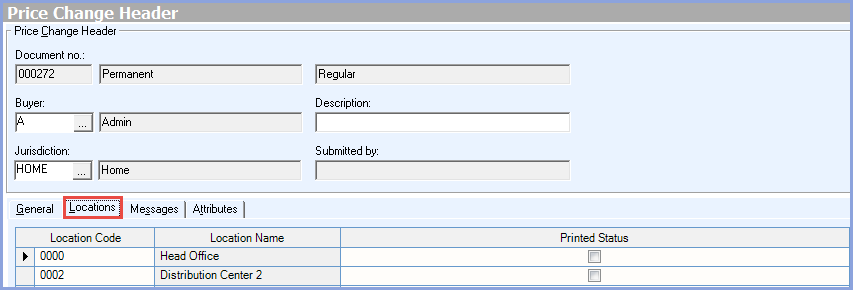 Price Change Header
Price Change Header
Document no.:
000272 Permanent Regular
Buyer: Description:
A ... Admin
Jurisdiction: Submitted by:
HOME ... Home
General Locations Messages Attributes
Location Code Location Name Printed Status
0000 Head Office
0002 Distribution Center 2